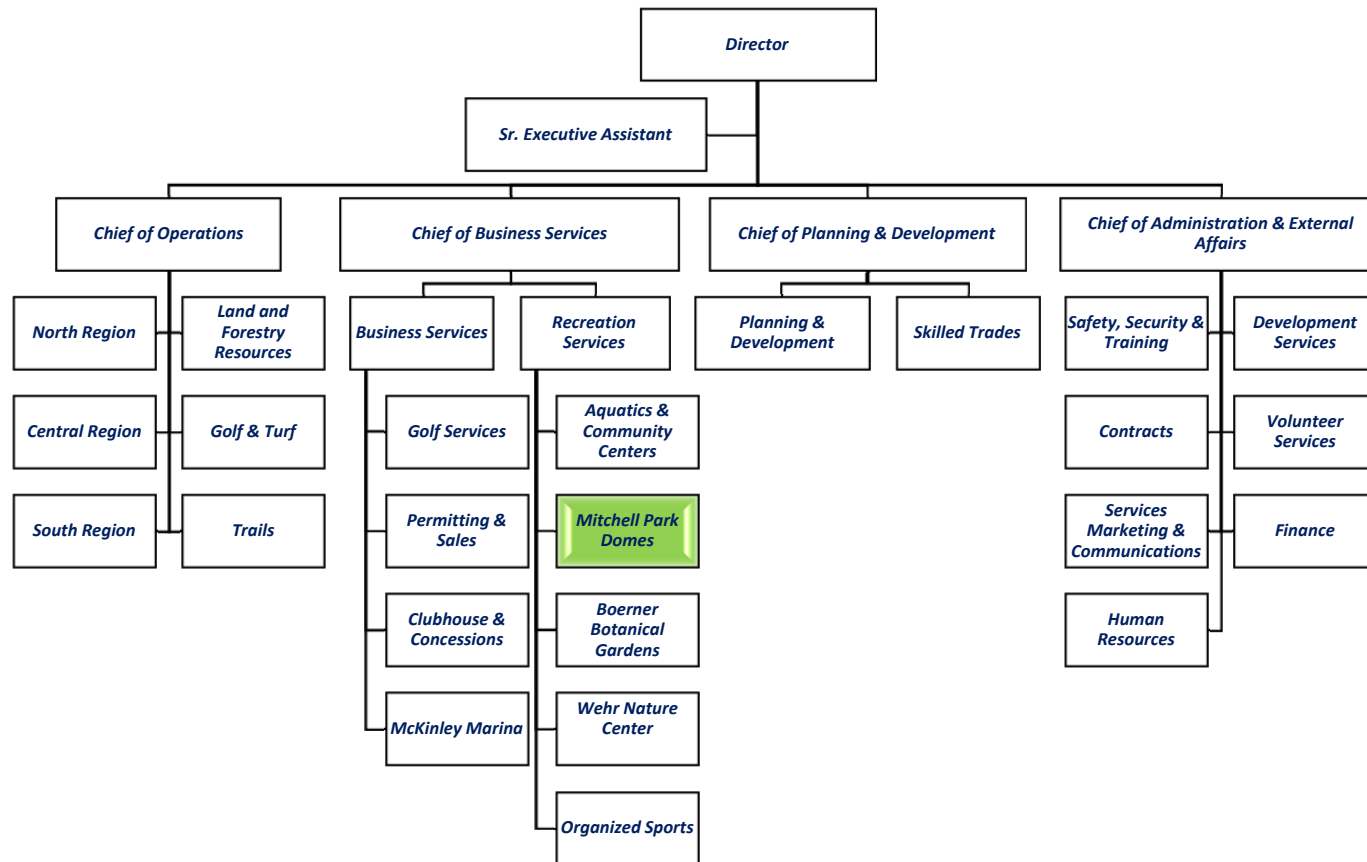 Director
Sr. Executive Assistant
Chief of Operations
Chief of Business Services
Chief of Planning & Development
Chief of Administration & External
Affairs
North Region
Land and
Forestry
Resources
Central Region
Golf & Turf
South Region
Trails
Business Services
Recreation
Services
Golf Services
Permitting &
Sales
Clubhouse &
Concessions
McKinley Marina
Aquatics &
Community
Centers
Mitchell Park
Domes
Boerner
Botanical
Gardens
Wehr Nature
Center
Organized Sports
Planning &
Development
Skilled Trades
Safety, Security &
Training
Development
Services
Contracts
Volunteer
Services
Services
Marketing &
Communications
Finance
Human
Resources